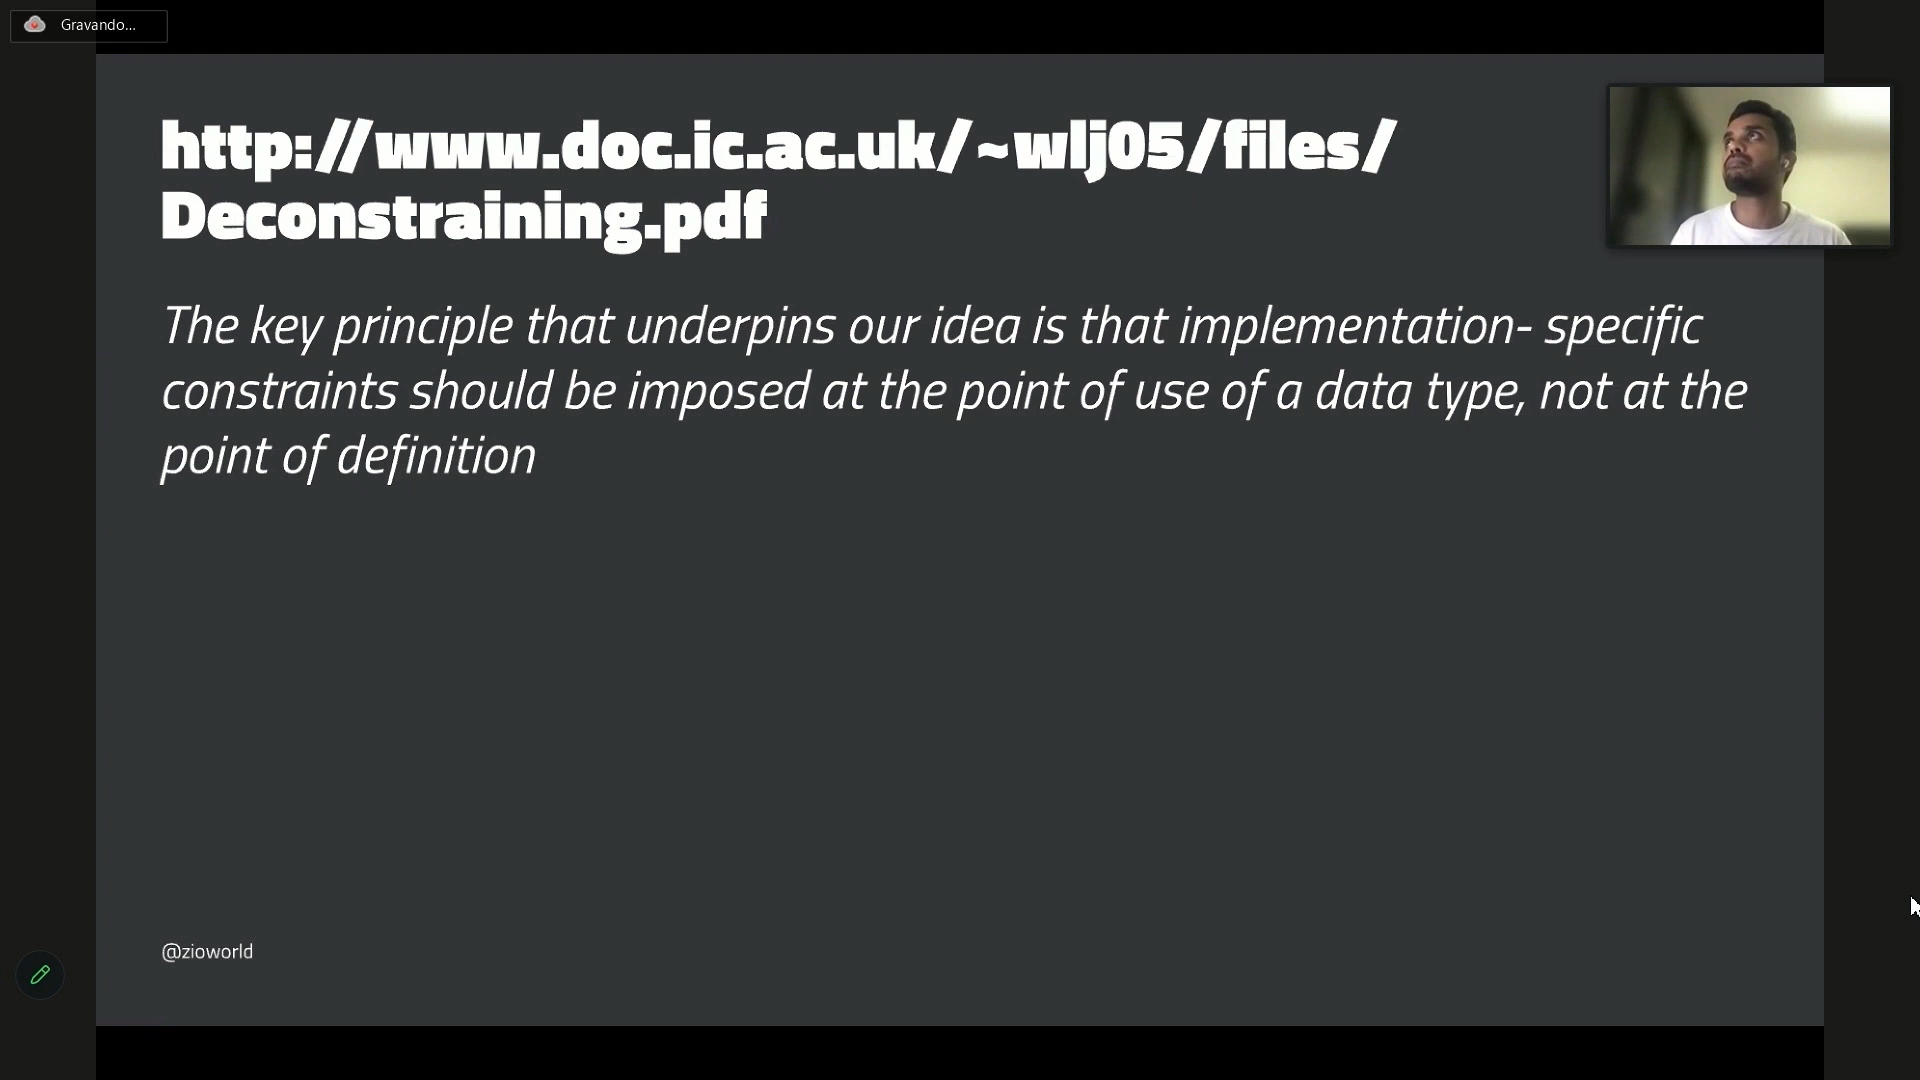 Gravando...
http://www.doc.ic.ac.uk/~wlj05/files/
Deconstraining.pdf
The key principle that underpins our idea is that implementation- specific
constraints should be imposed at the point of use of a data type, not at the
point of definition
@zioworld